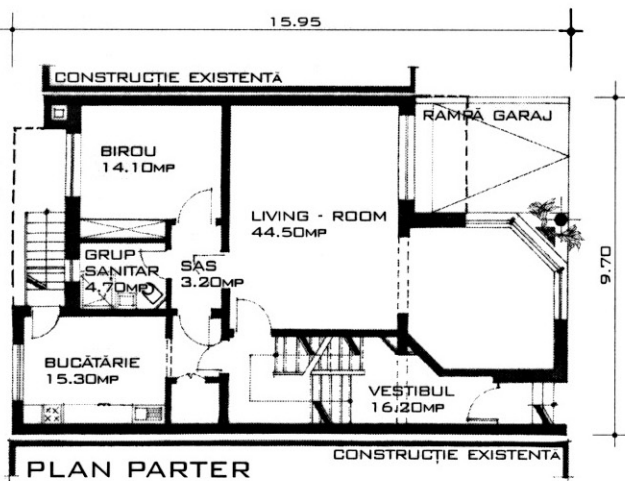 15.95
CONSTRUCȚIE EXISTENTĂ
RAMPĂ GARAJ
BIROU
14.10MP
LIVING - ROOM
44.50MP
GRUP
SANITAR
4.70MP
SAS
3.20MP
9.70
BUCĂTĂRIE
15.30MP
VESTIBUL
16.20MP
CONSTRUCȚIE EXISTENTĂ
PLAN PARTER